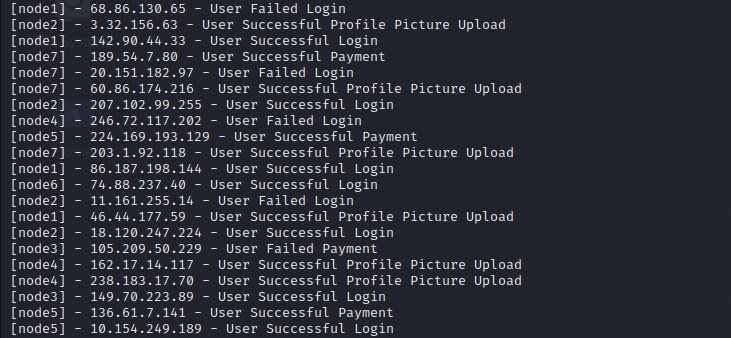 [node1] - 68.86.130.65 - User Failed Login
[node2] - 3.32.156.63 - User Successful Profile Picture Upload
[node1] - 142.90.44.33 - User Successful Login
[node7] - 189.54.7.80 - User Successful Payment
[node7] - 20.151.182.97 - User Failed Login
[node7] - 60.86.174.216 - User Successful Profile Picture Upload
[node2] - 207.102.99.255 - User Successful Login
[node4] - 246.72.117.202 - User Failed Login
[node5] - 224.169.193.129 - User Successful Payment
[node7] - 203.1.92.118 - User Successful Profile Picture Upload
[node1] - 86.187.198.144 - User Successful Login
[node6] - 74.88.237.40 - User Successful Login
[node2] - 11.161.255.14 - User Failed Login
[node1] - 46.44.177.59 - User Successful Profile Picture Upload
[node2] - 18.120.247.224 - User Successful Login
[node3] - 105.209.50.229 - User Failed Payment
[node4] - 162.17.14.117 - User Successful Profile Picture Upload
[node4] - 238.183.17.70 - User Successful Profile Picture Upload
[node3] - 149.70.223.89 - User Successful Login
[node5] - 136.61.7.141 - User Successful Payment
[node5] - 10.154.249.189 - User Successful Login